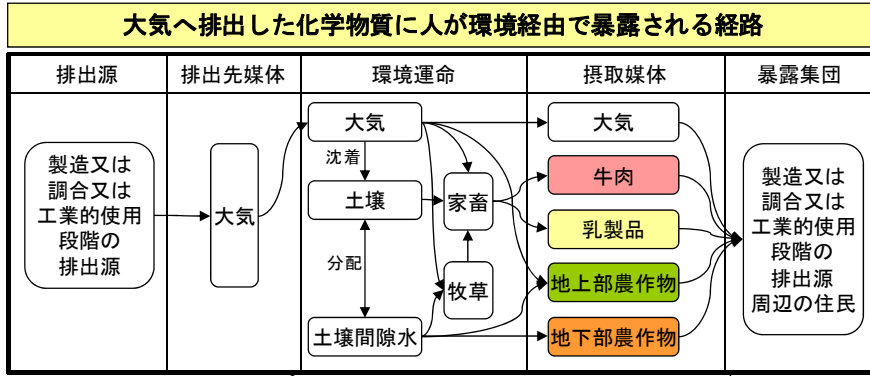 大気へ排出した化学物質に人が環境経由で暴露される経路
排出源
排出先媒体
環境運命
摂取媒体
暴露集団
製造又は
調合又は
工業的使用
段階の
排出源
大気
大気
沈着
土壌
分配
土壌間隙水
家畜
牧草
大気
牛肉
乳製品
地上部農作物
地下部農作物
製造又は
調合又は
工業的使用
段階の
排出源
周辺の住民